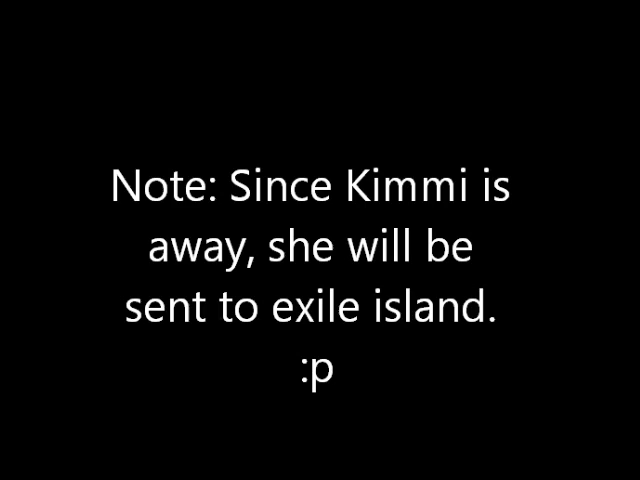 Note: Since Kimmi is
away, she will be
sent to exile island.
:p